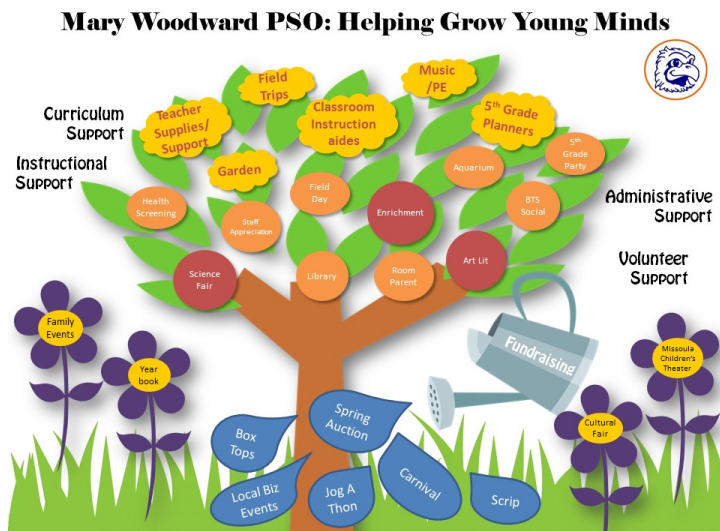 Mary Woodward PSO: Helping Grow Young Minds
Curriculum
Support
Instructional
Support
Teacher
Supplies/
Support
Field
Trips
Classroom
Instruction
aides
Music
/PE
5th Grade
Planners
Garden
Health
Screening
Staff
Appreciation
Field
Day
Enrichment
Aquarium
5th
Grade
Party
BTS
Social
Administrative
Support
Volunteer
Support
Science
Fair
Library
Room
Parent
Art Lit
Fundraising
Family
Events
Year
book
Missoula
Children's
Theater
Cultural
Fair
Box
Tops
Spring
Auction
Local Biz
Events
Jog A
Thon
Carnival
Scrip